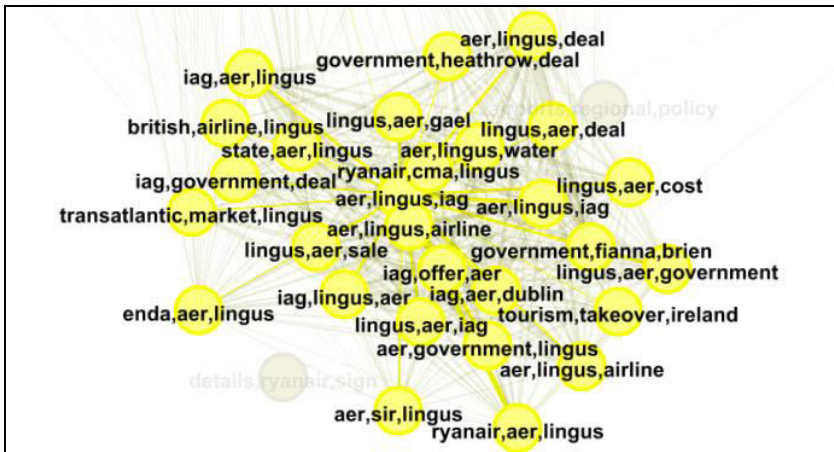 aer,lingus,deal
government,heathrow,deal
iag,aer,lingus
airports,regional,policy
lingus,aer,gael
british,airline,lingus
lingus,aer,deal
state,aer,lingus
aer,lingus,water
ryanair,cma,lingus
iag,government,deal
lingus,aer,cost
aer,lingus,iag
aer,lingus,iag
transatlantic,market,lingus
aer,lingus,airline
lingus,aer,sale
government,fianna,brien
iag,offer,aer
lingus,aer,government
iag,lingus,aer
iag,aer,dublin
enda,aer,lingus
tourism,takeover,ireland
lingus,aer,iag
aer,government,lingus
aer,lingus,airline
details,ryanair,sign
aer,sir,lingus
ryanair,aer,lingus